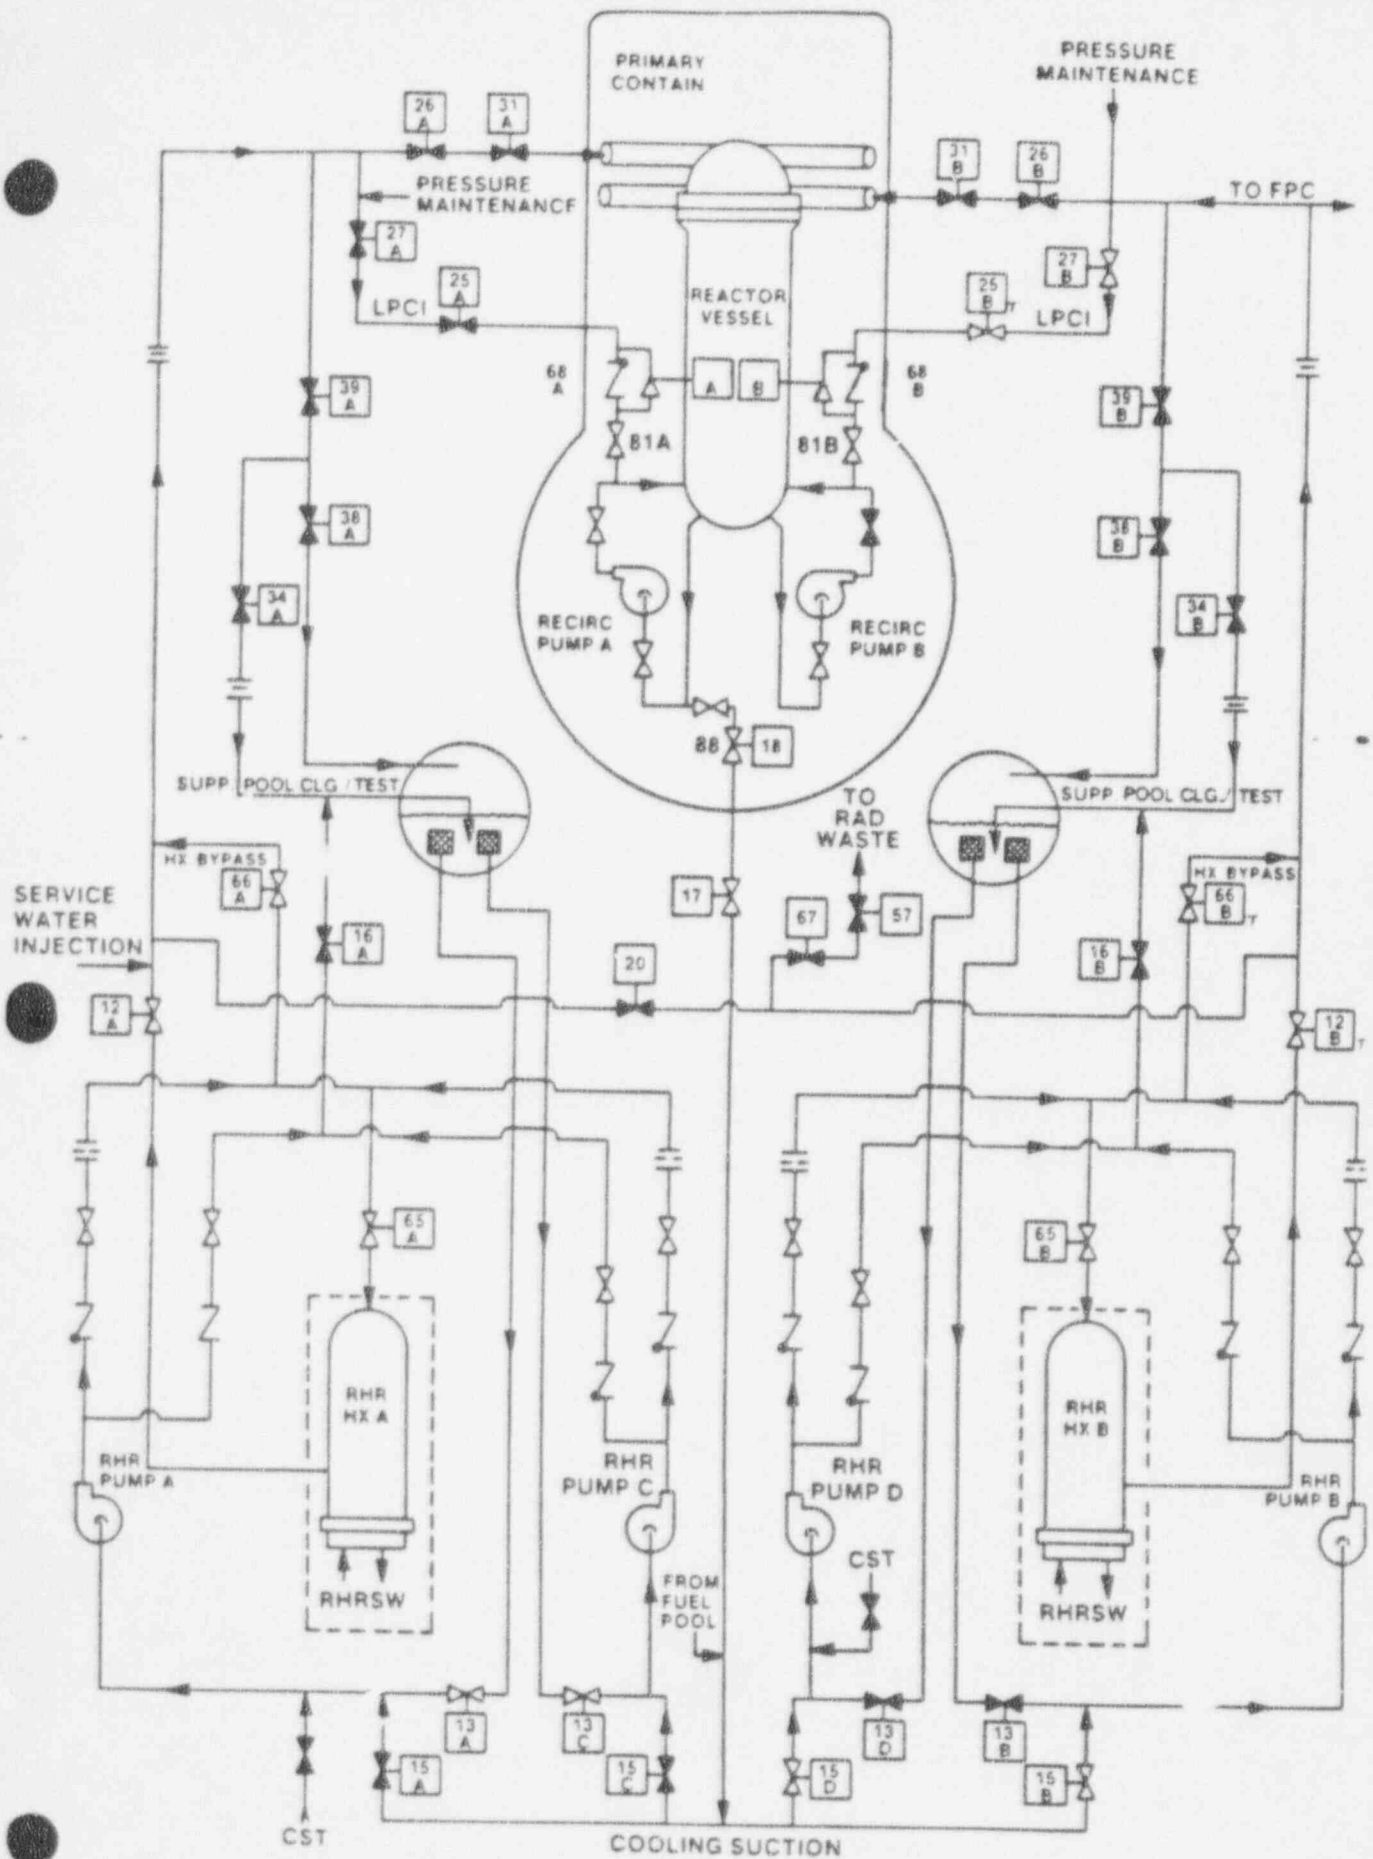 PRIMARY
CONTAIN
PRESSURE
MAINTENANCE
26
A
31
A
31
B
26
B
PRESSURE
MAINTENANCE
TO FPC
27
A
27
B
25
A
25
B
LPCI
LPCI
REACTOR
VESSEL
68
A
A
B
68
B
39
A
39
B
81A
81B
38
A
38
B
34
A
34
B
RECIRC
PUMP A
RECIRC
PUMP B
88
18
SUPP. POOL CLG / TEST
SUPP. POOL CLG / TEST
TO
RAD
WASTE
HX BYPASS
HX BYPASS
66
A
66
B
17
67
57
SERVICE
WATER
INJECTION
16
A
16
B
20
12
A
12
B
65
A
65
B
RHR
HX A
RHR
HX B
RHR
PUMP A
RHR
PUMP C
RHR
PUMP D
RHR
PUMP B
RHRSW
RHRSW
FROM
FUEL
POOL
CST
13
A
13
C
13
D
13
B
15
A
15
C
15
D
15
B
CST
COOLING SUCTION